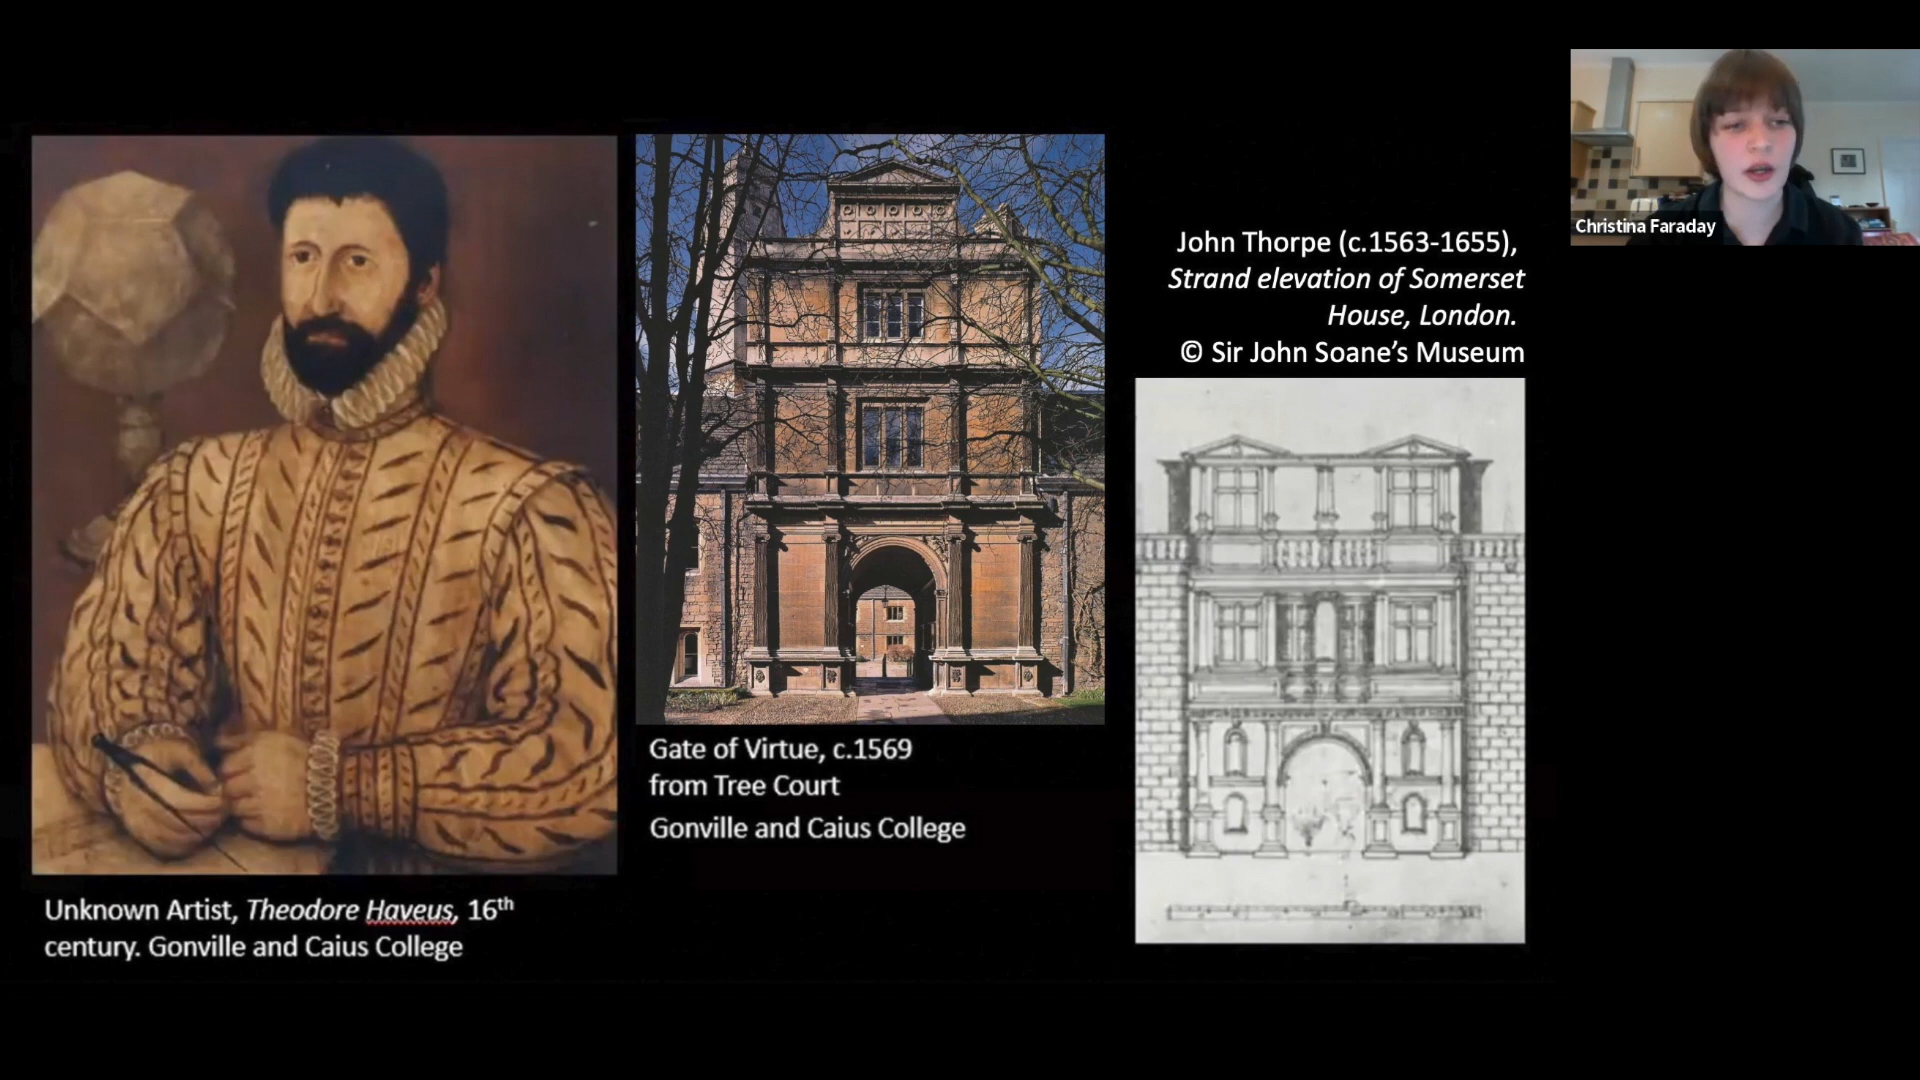 Unknown Artist, Theodore Haveus, 16th
century. Gonville and Caius College
Gate of Virtue, c.1569
from Tree Court
Gonville and Caius College
John Thorpe (c.1563-1655),
Strand elevation of Somerset
House, London.
© Sir John Soane’s Museum
Christina Faraday